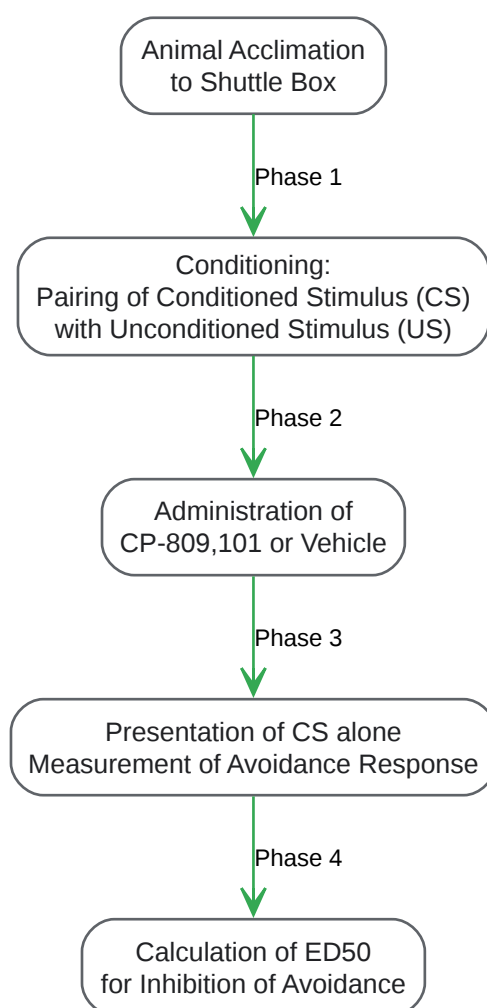 Animal Acclimation
to Shuttle Box
Phase 1
Conditioning:
Pairing of Conditioned Stimulus (CS)
with Unconditioned Stimulus (US)
Phase 2
Administration of
CP-809,101 or Vehicle
Phase 3
Presentation of CS alone
Measurement of Avoidance Response
Phase 4
Calculation of ED50
for Inhibition of Avoidance